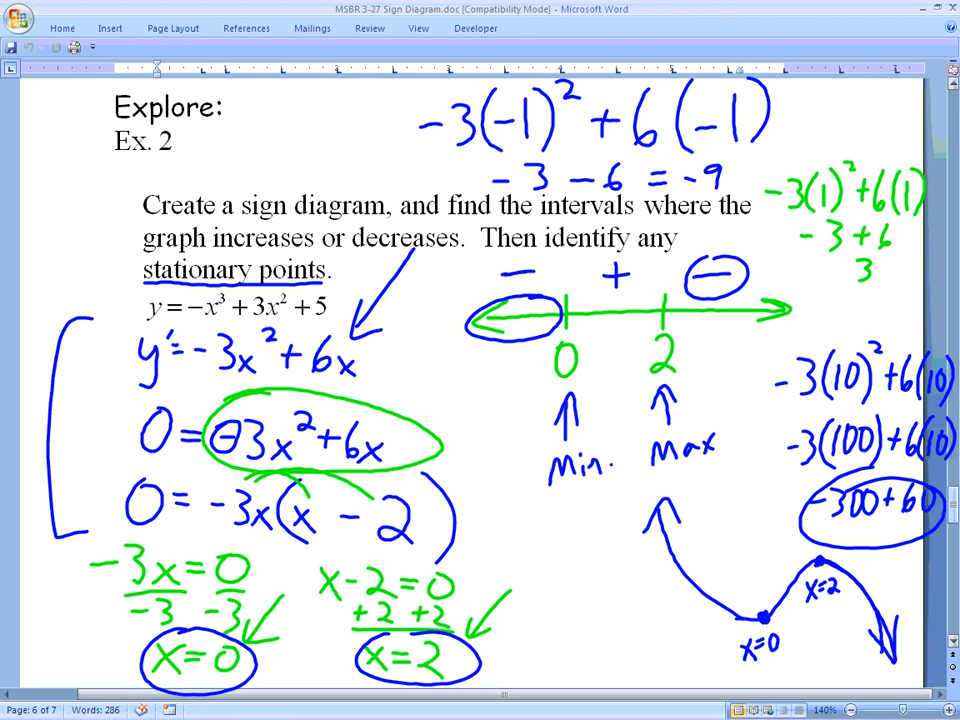 MSBR 3-27 Sign Diagram.doc [Compatibility Mode] - Microsoft Word
Home Insert Page Layout References Mailings Review View Developer
Explore:
Ex. 2
-3(-1)² + 6(-1)
-3 - 6 = -9
-3(1)² + 6(1)
-3 + 6
3
Create a sign diagram, and find the intervals where the
graph increases or decreases. Then identify any
stationary points.
y = -x³ + 3x² + 5
y' = -3x² + 6x
0 = -3x² + 6x
0 = -3x(x - 2)
-3x = 0
-3 -3
x = 0
x - 2 = 0
+2 +2
x = 2
- + -
0 2
Min. Max
-3(10)² + 6(10)
-3(100) + 6(10)
-300 + 60
x=2
x=0
Page: 6 of 7 Words: 286 140%